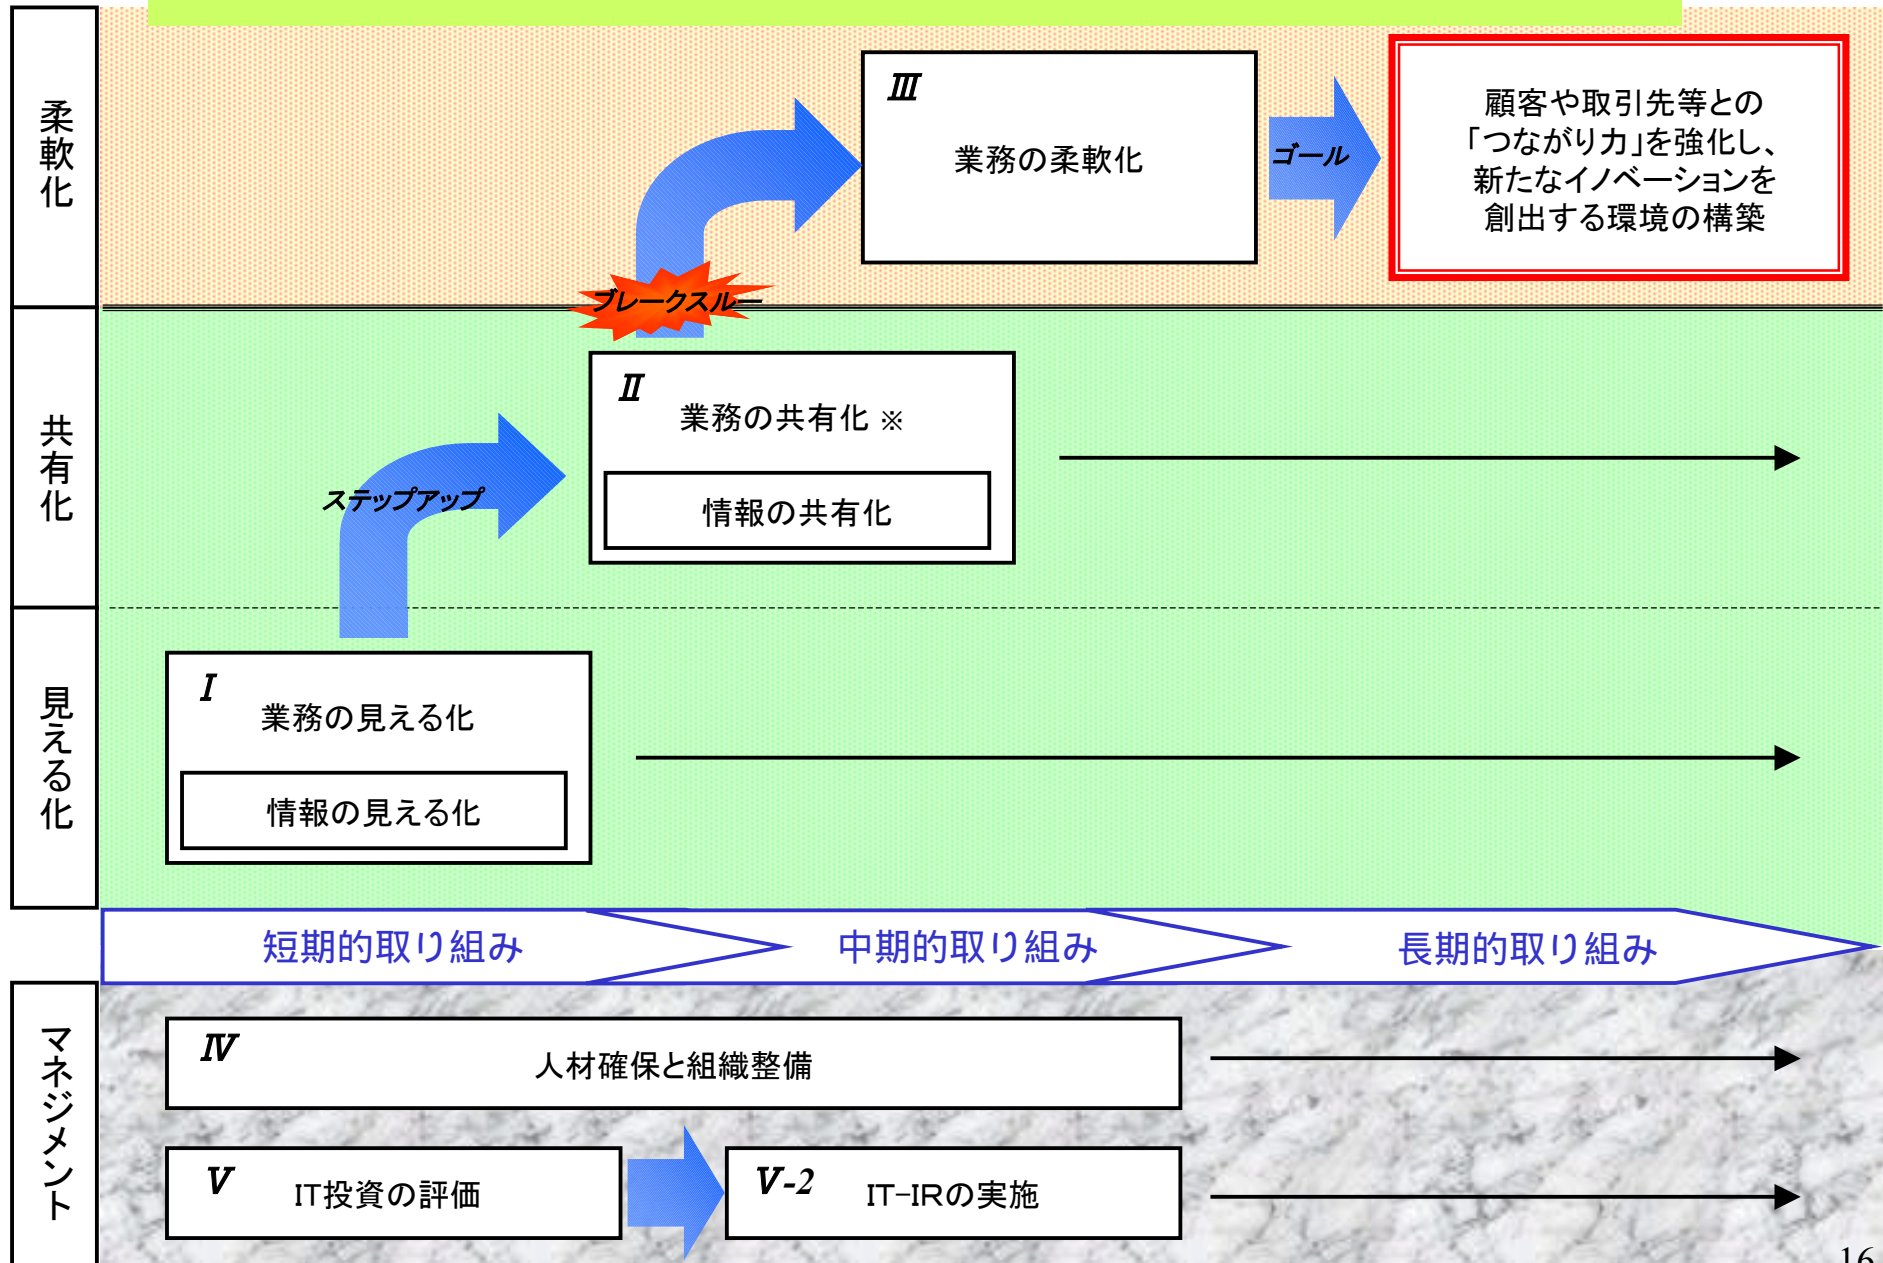 柔軟化
Ⅲ
業務の柔軟化
ゴール
顧客や取引先等との
「つながり力」を強化し、
新たなイノベーションを
創出する環境の構築
ブレークスルー
共有化
Ⅱ
業務の共有化 ※
情報の共有化
ステップアップ
見える化
Ⅰ
業務の見える化
情報の見える化
短期的取り組み
中期的取り組み
長期的取り組み
マネジメント
Ⅳ
人材確保と組織整備
Ⅴ
IT投資の評価
Ⅴ-2
IT-IRの実施
16